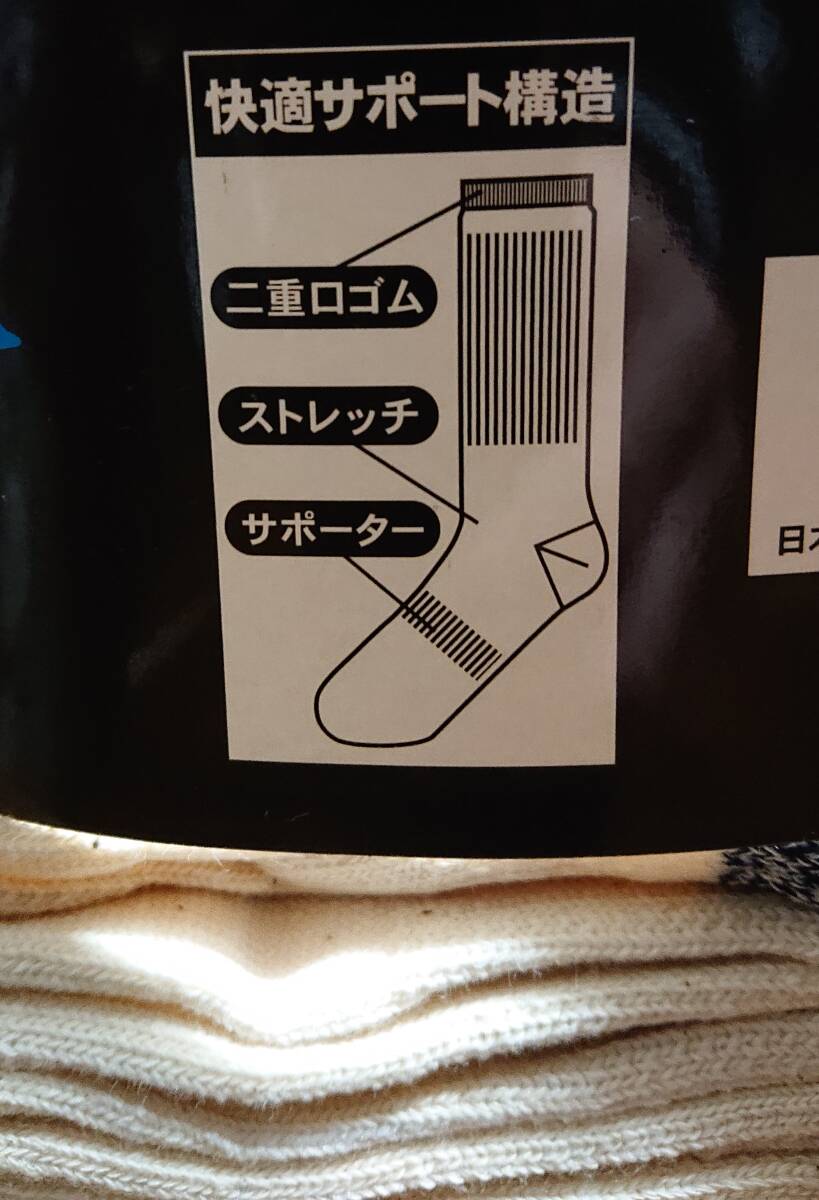 快適サポート構造
二重口ゴム
ストレッチ
サポーター